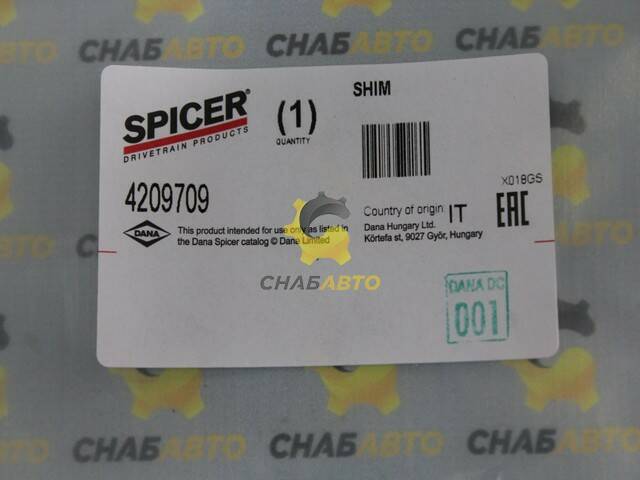 СНАБАВТО СНАБАВТО
SPICER®
DRIVETRAIN PRODUCTS
(1)
QUANTITY
SHIM
X018GS
4209709
DANA
This product intended for use only as listed in
the Dana Spicer catalog © Dana Limited
Country of origin: IT
Dana Hungary Ltd.
Körtefa st, 9027 Győr, Hungary
EAC
СНАБАВТО
DANA DC
001
СНАБАВТО СНАБАВТО СНАБАВТО